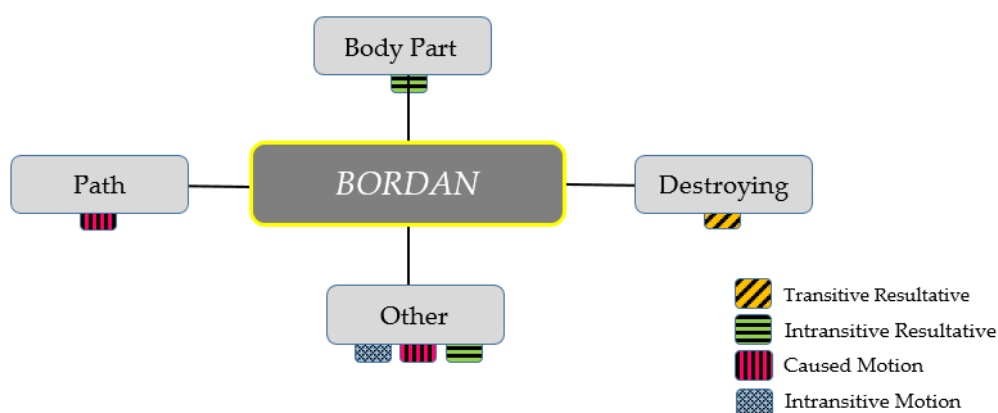 Body Part
Path
BORDAN
Destroying
Other
Transitive Resultative
Intransitive Resultative
Caused Motion
Intransitive Motion